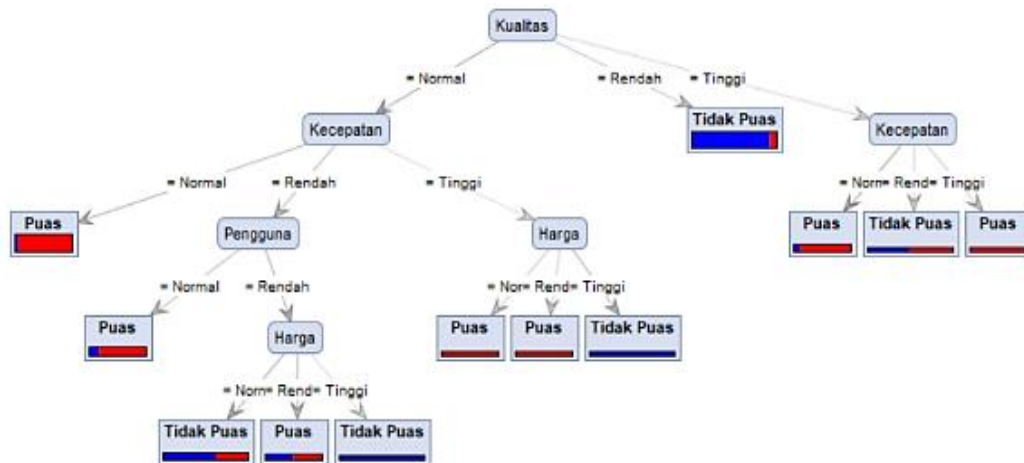 Kualitas
= Normal
= Rendah
= Tinggi
Kecepatan
Tidak Puas
Kecepatan
= Normal
= Rendah
= Tinggi
= Norn
= Rend
= Tinggi
Puas
Pengguna
Harga
Puas
Tidak Puas
Puas
= Normal
= Rendah
= Nor
= Rend
= Tinggi
Puas
Harga
Puas
Puas
Tidak Puas
= Norn
= Rend
= Tinggi
Tidak Puas
Puas
Tidak Puas